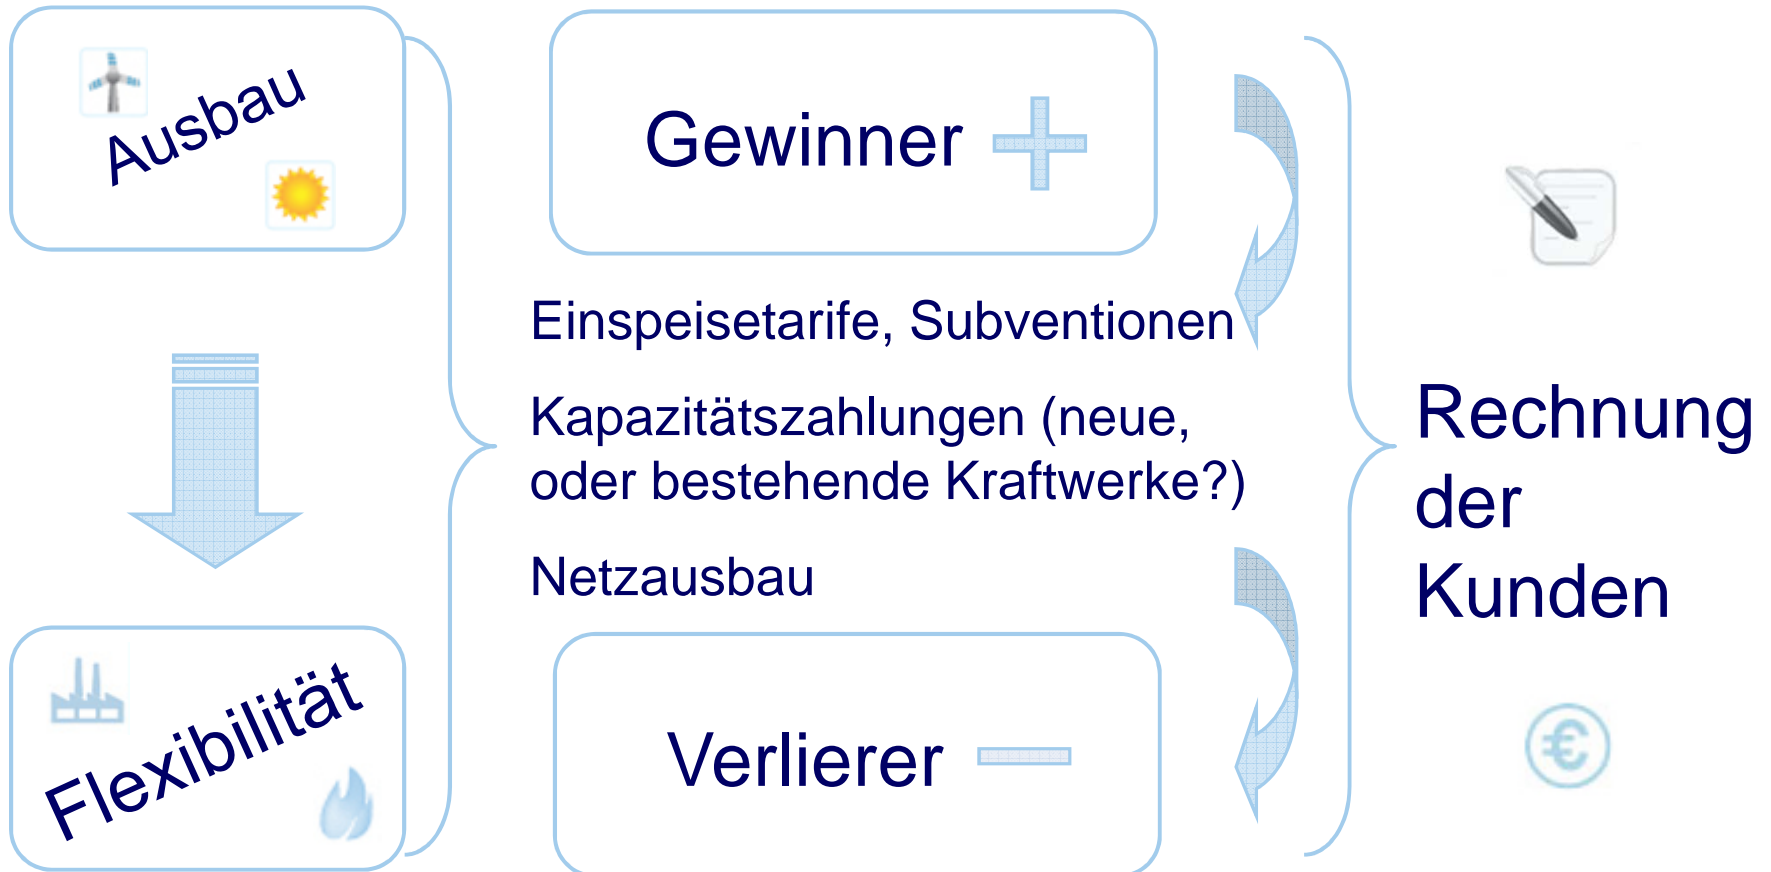 Ausbau
Flexibilität
Gewinner
Einspeisetarife, Subventionen
Kapazitätszahlungen (neue,
oder bestehende Kraftwerke?)
Netzausbau
Verlierer
Rechnung
der
Kunden
€